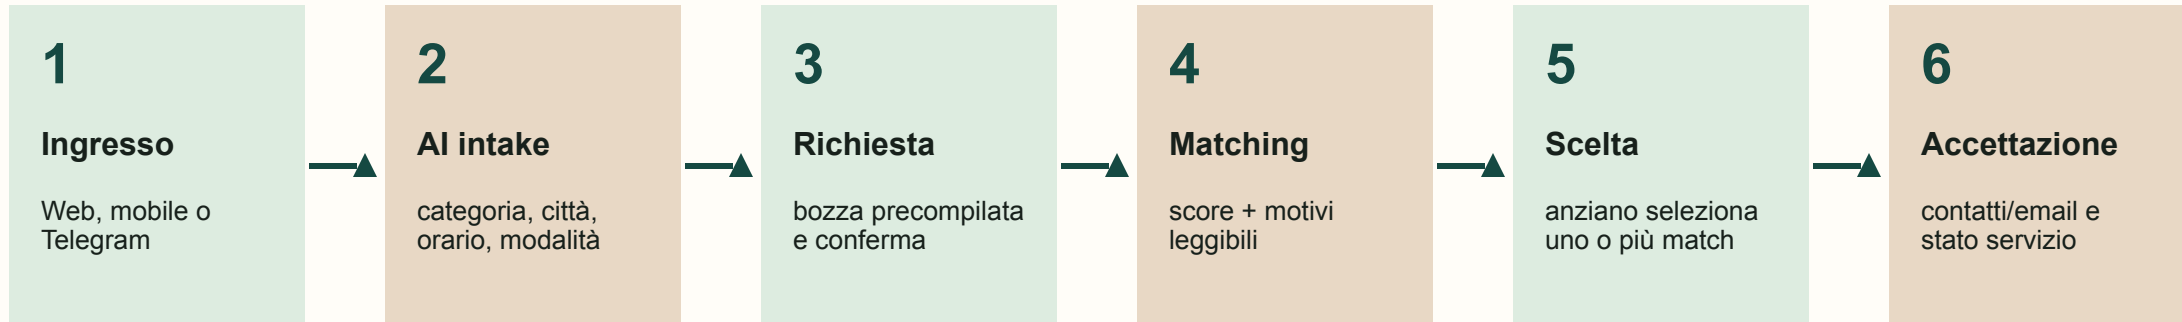 1
Ingresso
Web, mobile o
Telegram
2
AI intake
categoria, città,
orario, modalità
3
Richiesta
bozza precompilata
e conferma
4
Matching
score + motivi
leggibili
5
Scelta
anziano seleziona
uno o più match
6
Accettazione
contatti/email e
stato servizio